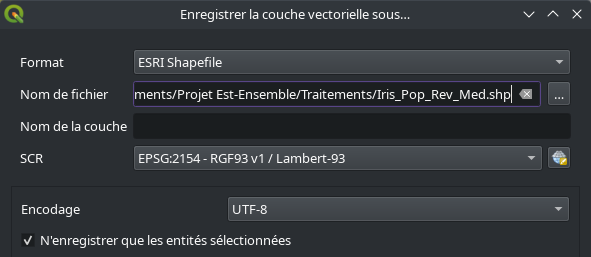 Enregistrer la couche vectorielle sous...
Format ESRI Shapefile
Nom de fichier ments/Projet Est-Ensemble/Traitements/Iris_Pop_Rev_Med.shp ...
Nom de la couche
SCR EPSG:2154 - RGF93 v1 / Lambert-93
Encodage UTF-8
N'enregistrer que les entités sélectionnées